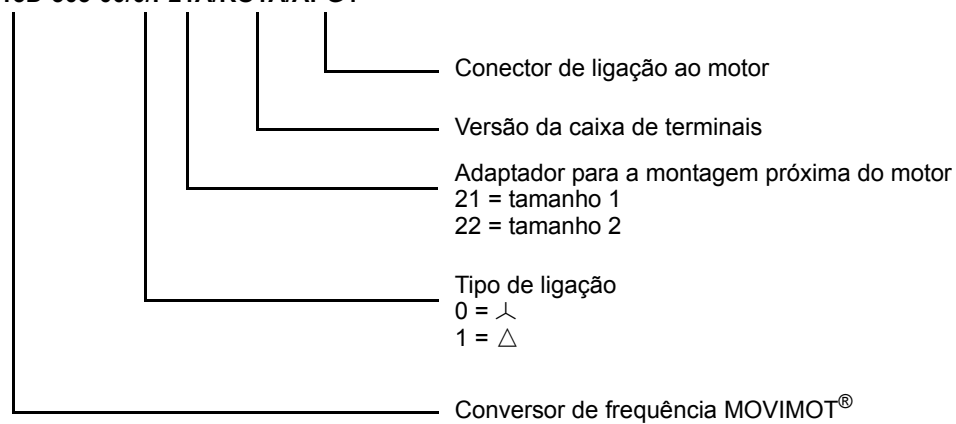 Conector de ligação ao motor
Versão da caixa de terminais
Adaptador para a montagem próxima do motor
21 = tamanho 1
22 = tamanho 2
Tipo de ligação
0 = ⅄
1 = △
Conversor de frequência MOVIMOT®